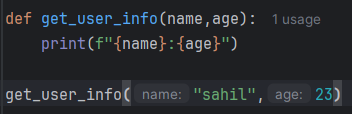 def get_user_info(name,age): 1 usage
    print(f"{name}:{age}")
get_user_info( name: "sahil", age: 23)